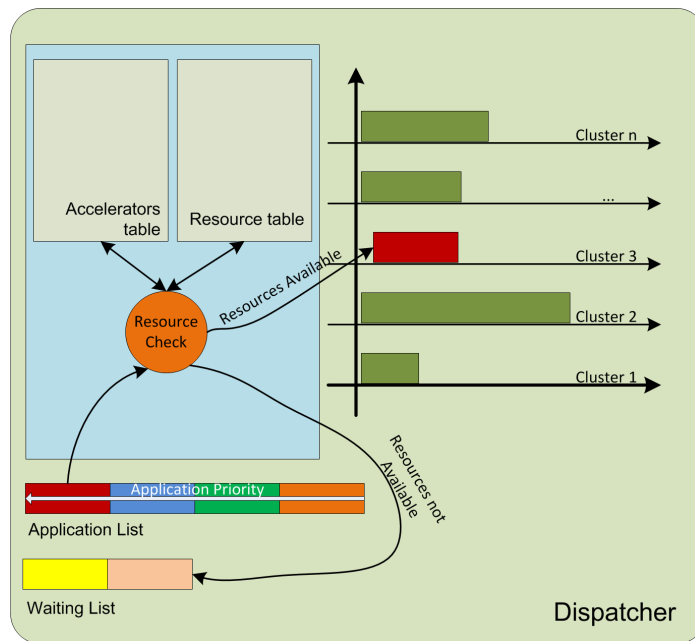 Accelerators
table
Resource table
Resource
Check
Resources Available
Cluster n
...
Cluster 3
Cluster 2
Cluster 1
Resources not
Available
Application Priority
Application List
Waiting List
Dispatcher